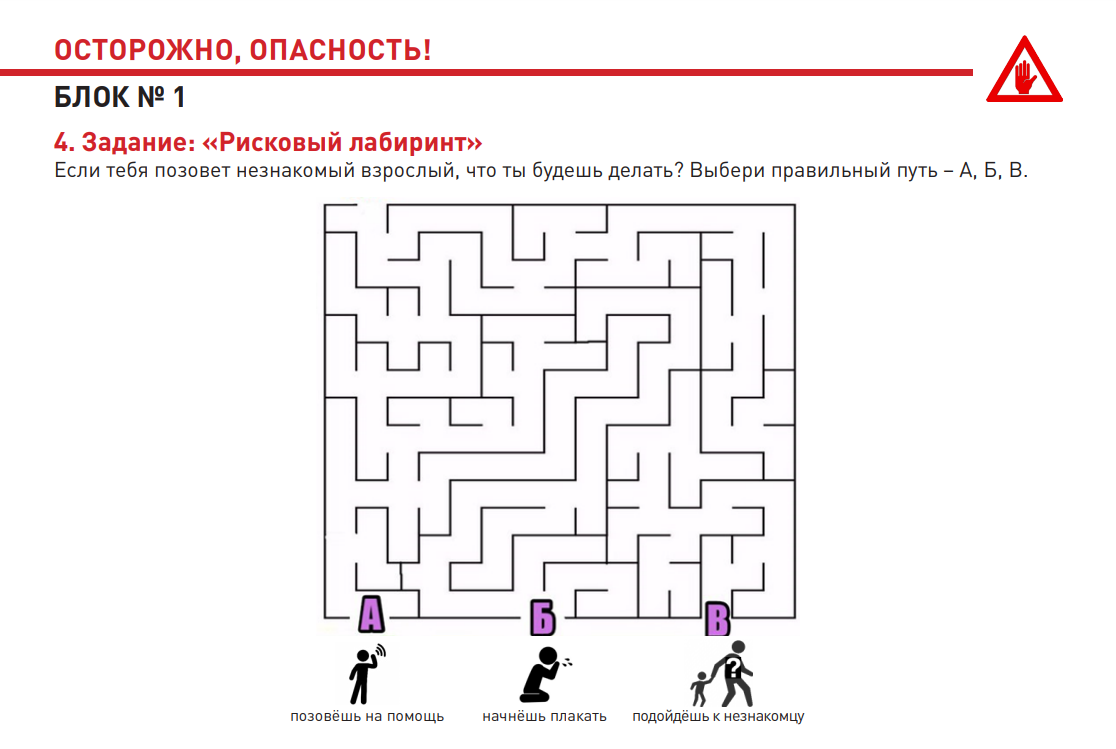 ОСТОРОЖНО, ОПАСНОСТЬ!
БЛОК № 1
4. Задание: «Рисковый лабиринт»
Если тебя позовет незнакомый взрослый, что ты будешь делать? Выбери правильный путь – А, Б, В.
А Б В
?
позовёшь на помощь начнёшь плакать подойдёшь к незнакомцу